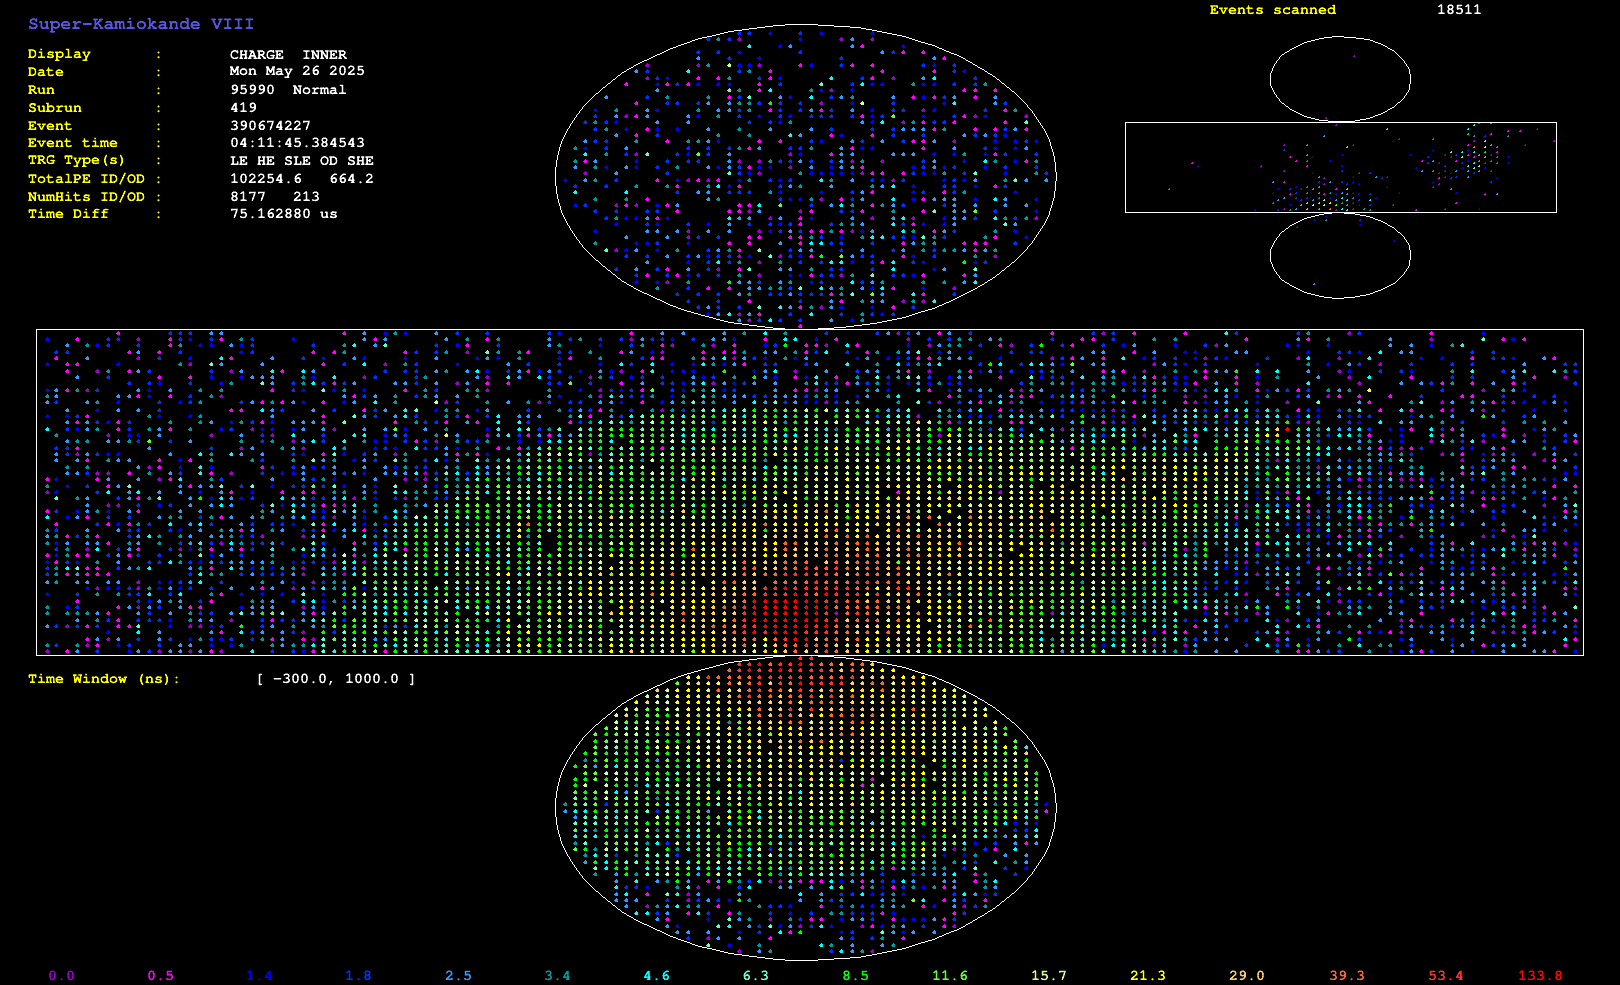 Super-Kamiokande VIII
Display : CHARGE INNER
Date : Mon May 26 2025
Run : 95990 Normal
Subrun : 419
Event : 390674227
Event time : 04:11:45.384543
TRG Type(s) : LE HE SLE OD SHE
TotalPE ID/OD : 102254.6 664.2
NumHits ID/OD : 8177 213
Time Diff : 75.162880 us
Events scanned 18511
Time Window (ns): [ -300.0, 1000.0 ]
0.0 0.5 1.4 1.8 2.5 3.4 4.6 6.3 8.5 11.6 15.7 21.3 29.0 39.3 53.4 133.8